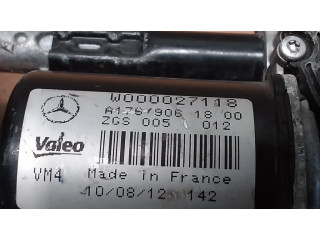 W000027118
A176/906 18 00
ZGS 005 012
Valeo
VM4 Made in France
10/08/12 142